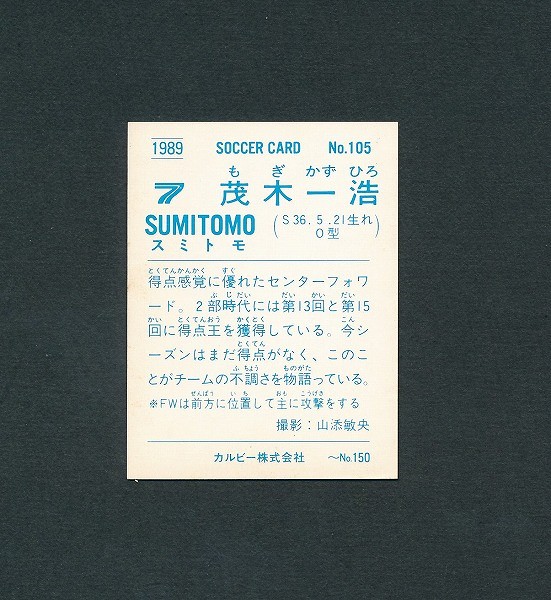 1989 SOCCER CARD No.105
も ぎ かず ひろ
7 茂木一浩
SUMITOMO (S36.5.21生れ
スミトモ O型)
とくてんかんかく すぐ
得点感覚に優れたセンターフォワ
ぶ じだい だい かい だい
ード。2部時代には第13回と第15
かい とくてんおう かくとく こん
回に得点王を獲得している。今シ
とくてん
ーズンはまだ得点がなく、このこ
ふちょう ものがた
とがチームの不調さを物語っている。
ぜんぽう い ち おも こうげき
※FWは前方に位置して主に攻撃をする
撮影：山添敏央
カルビー株式会社 〜No.150